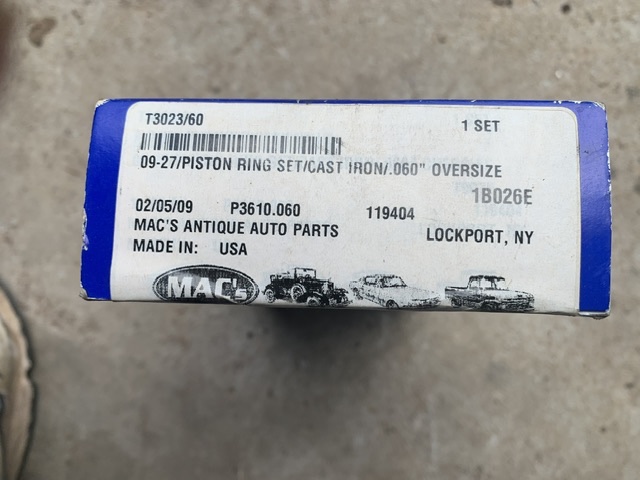 T3023/60 1 SET
09-27/PISTON RING SET/CAST IRON/.060" OVERSIZE
1B026E
02/05/09 P3610.060 119404
MAC'S ANTIQUE AUTO PARTS LOCKPORT, NY
MADE IN: USA
MAC's